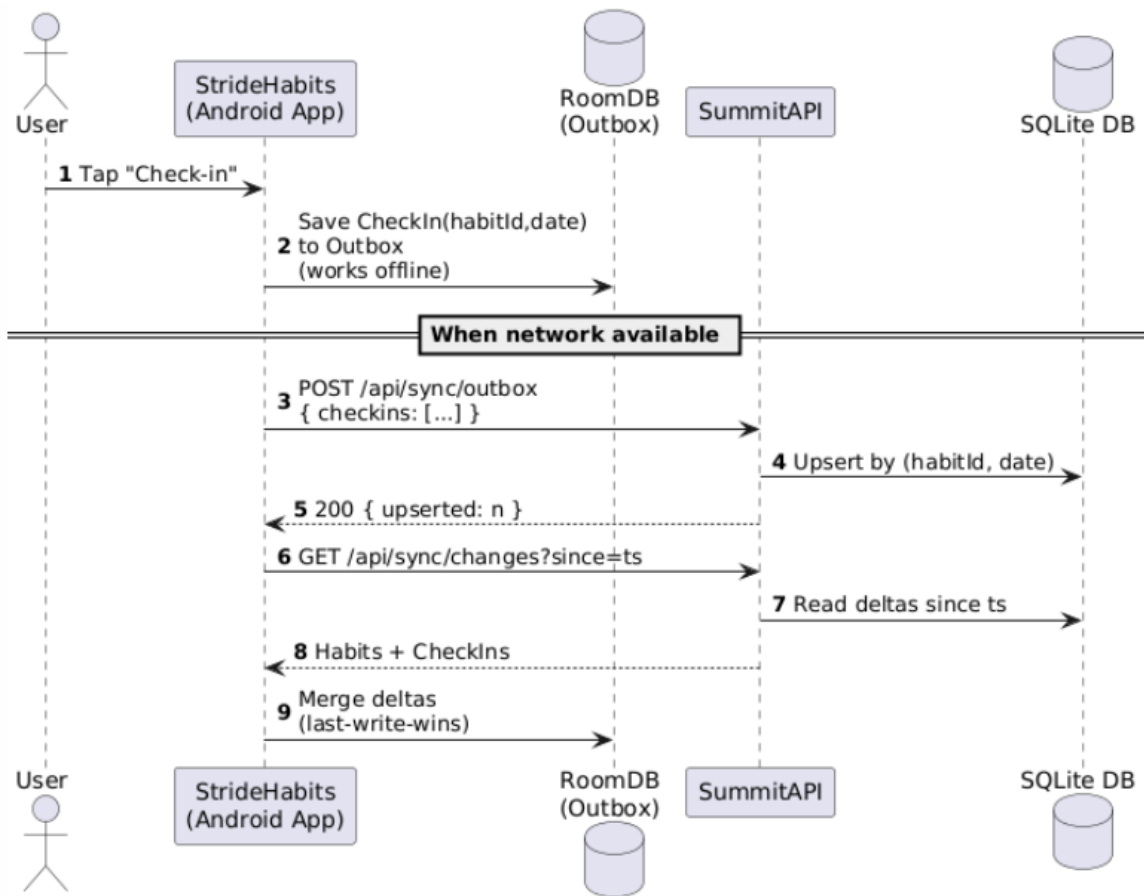 User
StrideHabits
(Android App)
RoomDB
(Outbox)
SummitAPI
SQLite DB
1 Tap "Check-in"
Save CheckIn(habitId,date)
2 to Outbox
(works offline)
When network available
3 POST /api/sync/outbox
{ checkins: [...] }
4 Upsert by (habitId, date)
5 200 { upserted: n }
6 GET /api/sync/changes?since=ts
7 Read deltas since ts
8 Habits + CheckIns
9 Merge deltas
(last-write-wins)
User
StrideHabits
(Android App)
RoomDB
(Outbox)
SummitAPI
SQLite DB